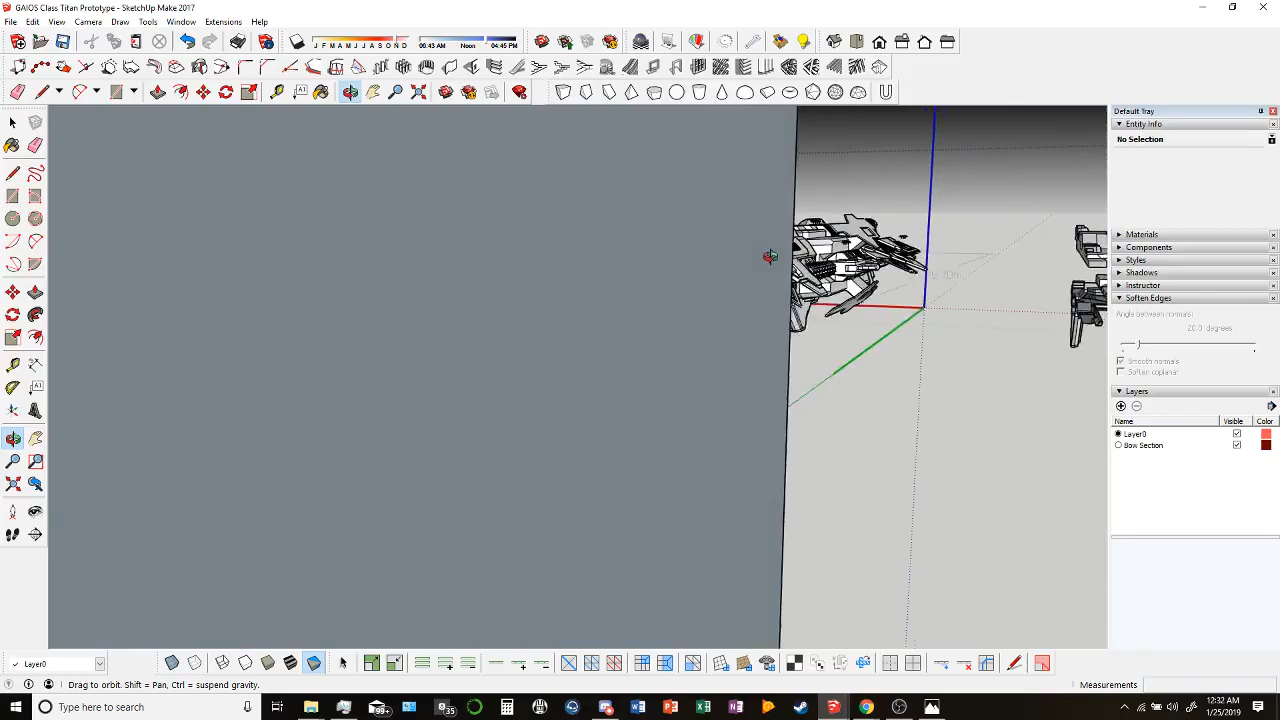 GAIOS Class Titan Prototype - SketchUp Make 2017
File Edit View Camera Draw Tools Window Extensions Help
J F M A M J J A S O N D
06:43 AM Noon 04:45 PM
Default Tray
Entity Info
No Selection
Materials
Components
Styles
Shadows
Instructor
Soften Edges
Angle between normals:
20.0 degrees
Smooth normals
Soften coplanar
Layers
Name Visible Color
Layer0
Bow Section
Layer0
Drag to orbit. Shift = Pan, Ctrl = suspend gravity.
Measurements
Type here to search
99+
35
12:32 AM
1/25/2019